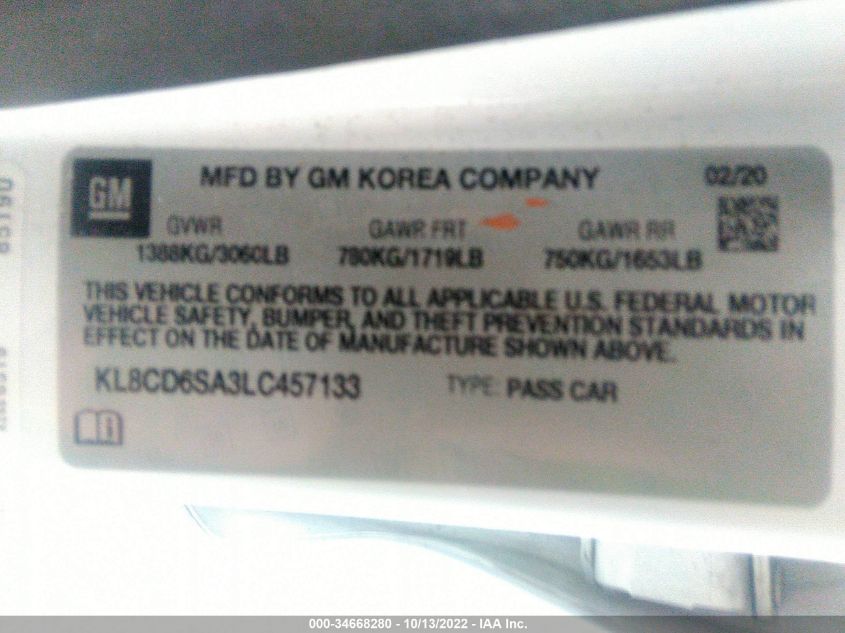 GM
MFD BY GM KOREA COMPANY 02/20
GVWR GAWR FRT GAWR RR
1388KG/3060LB 780KG/1719LB 750KG/1653LB
THIS VEHICLE CONFORMS TO ALL APPLICABLE U.S. FEDERAL MOTOR
VEHICLE SAFETY, BUMPER, AND THEFT PREVENTION STANDARDS IN
EFFECT ON THE DATE OF MANUFACTURE SHOWN ABOVE.
KL8CD6SA3LC457133 TYPE: PASS CAR
000-34668280 - 10/13/2022 - IAA Inc.